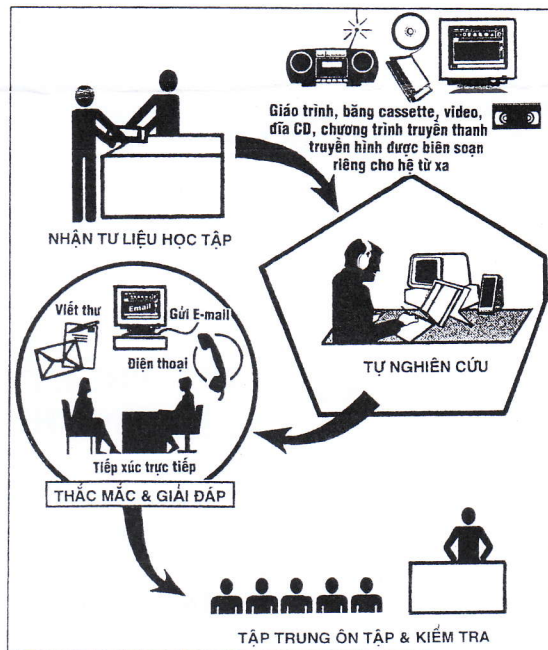 Giáo trình, băng cassette, video,
đĩa CD, chương trình truyền thanh
truyền hình được biên soạn
riêng cho hệ từ xa
NHẬN TƯ LIỆU HỌC TẬP
TỰ NGHIÊN CỨU
Viết thư
Email
Gửi E-mail
Điện thoại
Tiếp xúc trực tiếp
THẮC MẮC & GIẢI ĐÁP
TẬP TRUNG ÔN TẬP & KIỂM TRA